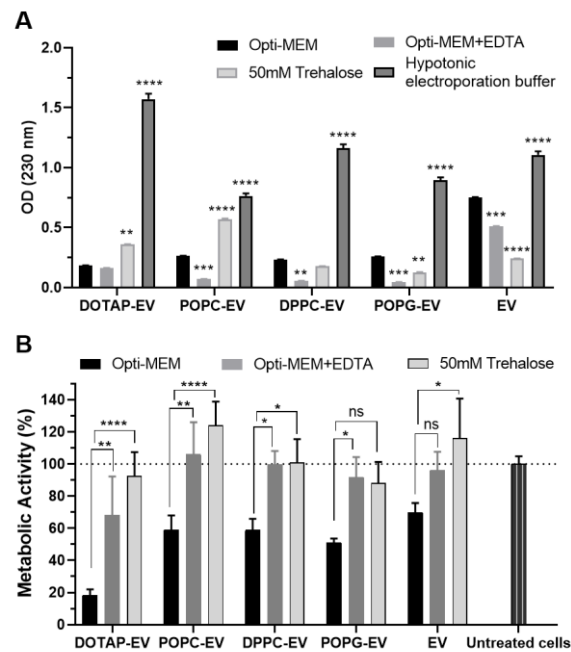 A
Opti-MEM
Opti-MEM+EDTA
50mM Trehalose
Hypotonic
electroporation buffer
OD (230 nm)
2.0
1.5
1.0
0.5
0.0
**
****
***
****
****
**
****
***
**
****
***
****
****
DOTAP-EV
POPC-EV
DPPC-EV
POPG-EV
EV
B
Opti-MEM
Opti-MEM+EDTA
50mM Trehalose
Metabolic Activity (%)
140
120
100
80
60
40
20
0
****
**
****
**
*
*
ns
*
*
ns
DOTAP-EV
POPC-EV
DPPC-EV
POPG-EV
EV
Untreated cells